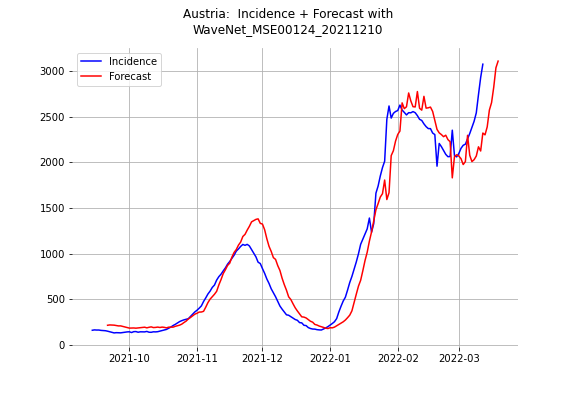 Austria:  Incidence + Forecast with
WaveNet_MSE00124_20211210
Incidence
Forecast
3000
2500
2000
1500
1000
500
0
2021-10 2021-11 2021-12 2022-01 2022-02 2022-03